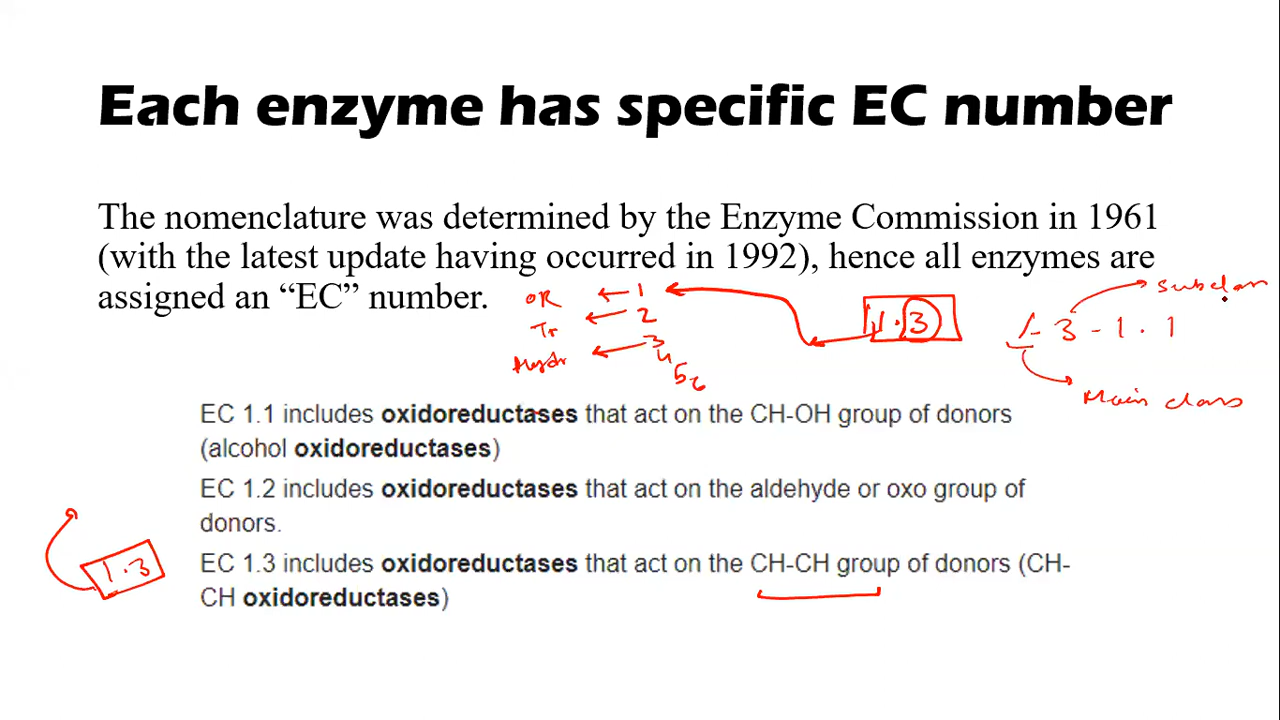 Each enzyme has specific EC number
The nomenclature was determined by the Enzyme Commission in 1961
(with the latest update having occurred in 1992), hence all enzymes are
assigned an “EC” number.
OR 1
Tr 2
Hydr 3
4
5 6
1.3
subclass
1-3-1.1
Main class
EC 1.1 includes oxidoreductases that act on the CH-OH group of donors
(alcohol oxidoreductases)
EC 1.2 includes oxidoreductases that act on the aldehyde or oxo group of
donors.
1.3
EC 1.3 includes oxidoreductases that act on the CH-CH group of donors (CH-
CH oxidoreductases)